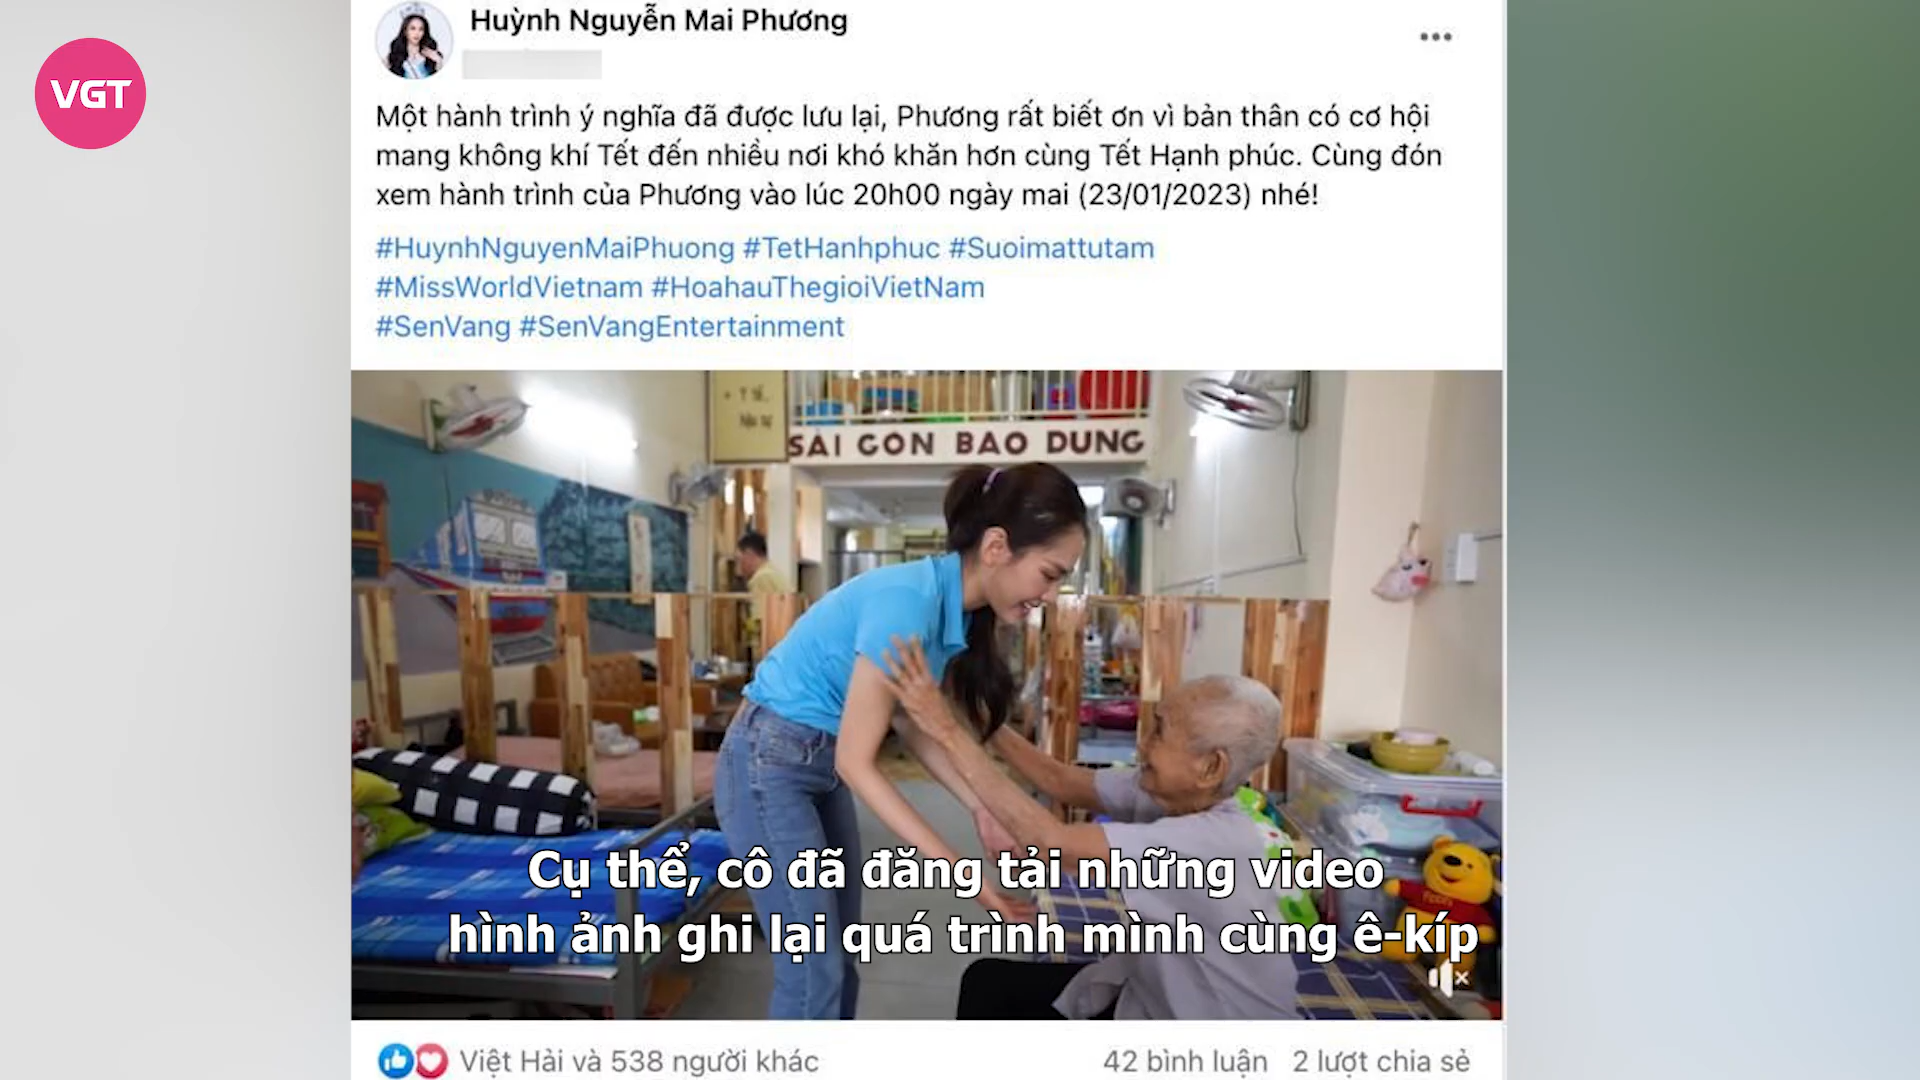 VGT
Huỳnh Nguyễn Mai Phương
Một hành trình ý nghĩa đã được lưu lại, Phương rất biết ơn vì bản thân có cơ hội
mang không khí Tết đến nhiều nơi khó khăn hơn cùng Tết Hạnh phúc. Cùng đón
xem hành trình của Phương vào lúc 20h00 ngày mai (23/01/2023) nhé!
#HuynhNguyenMaiPhuong #TetHanhphuc #Suoimattutam
#MissWorldVietnam #HoahauThegioiVietNam
#SenVang #SenVangEntertainment
+ Y TẾ
SÀI GÒN BAO DUNG
Cụ thể, cô đã đăng tải những video
hình ảnh ghi lại quá trình mình cùng ê-kíp
Việt Hải và 538 người khác
42 bình luận
2 lượt chia sẻ